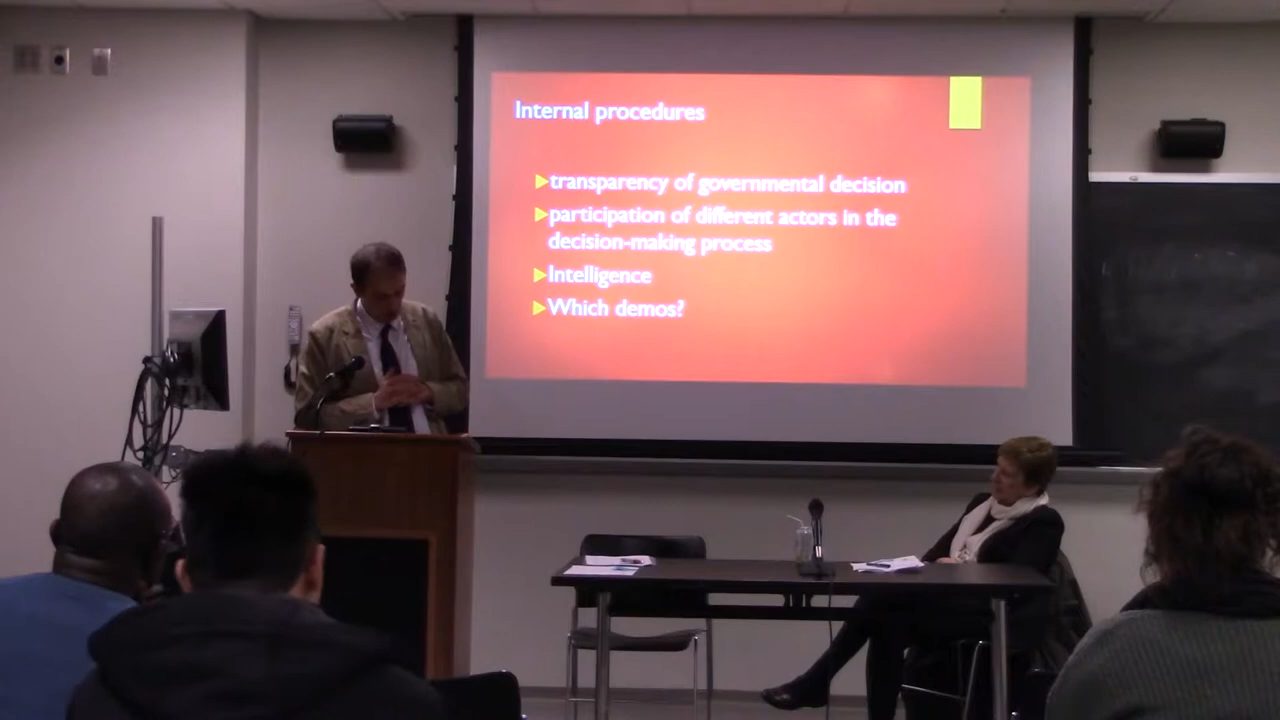 Internal procedures
transparency of governmental decision
participation of different actors in the
decision-making process
Intelligence
Which demos?